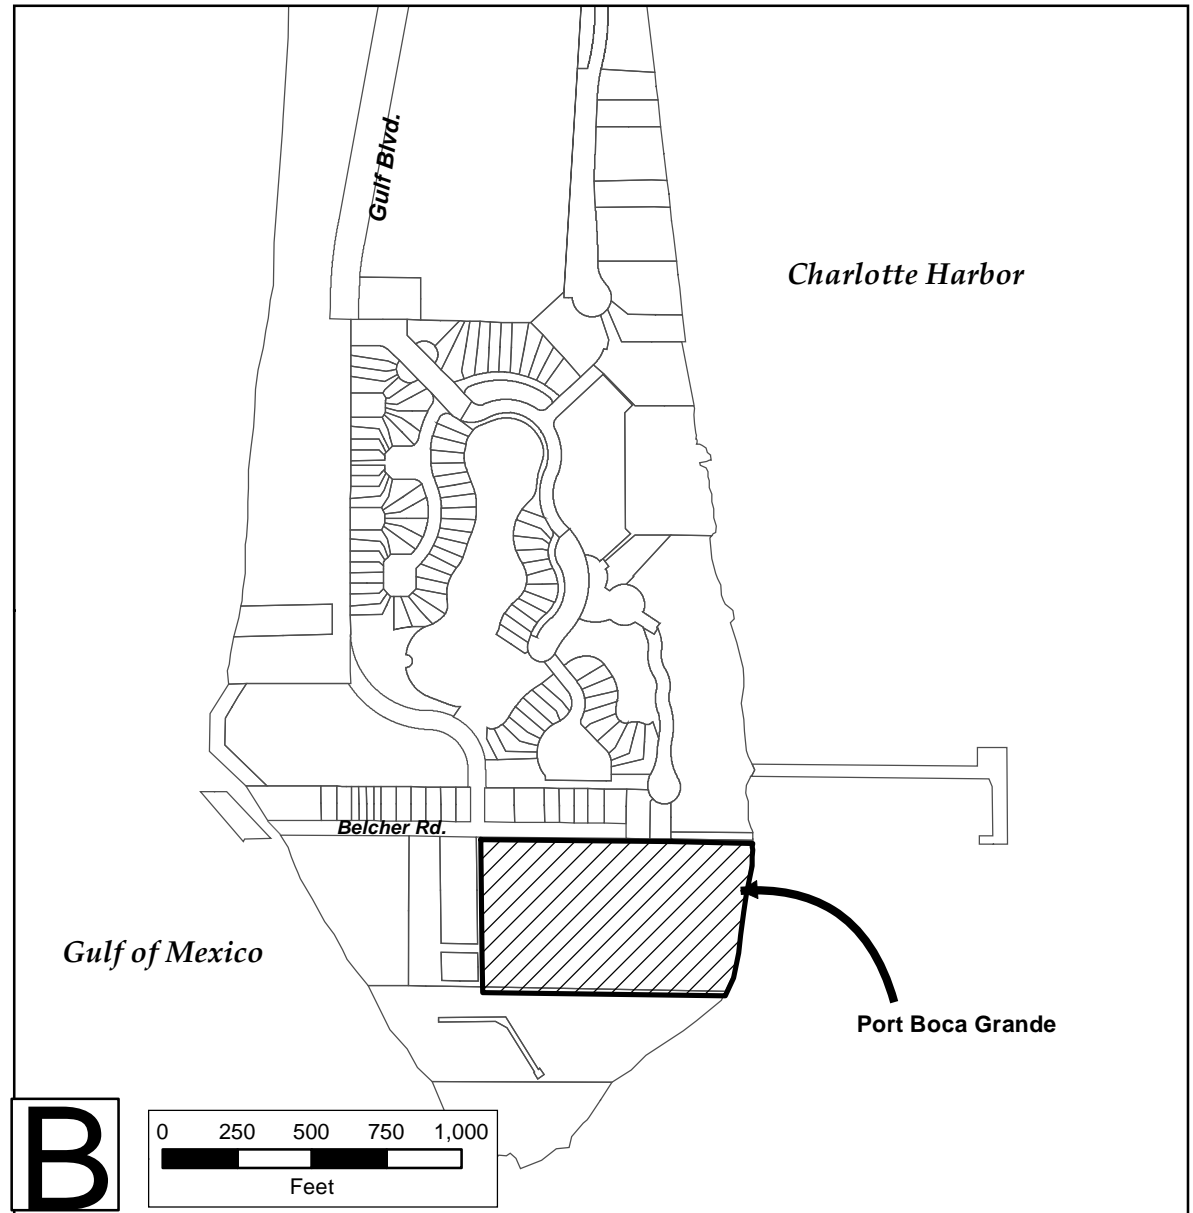 Gulf Blvd.
Charlotte Harbor
Belcher Rd.
Gulf of Mexico
Port Boca Grande
B
0 250 500 750 1,000
Feet